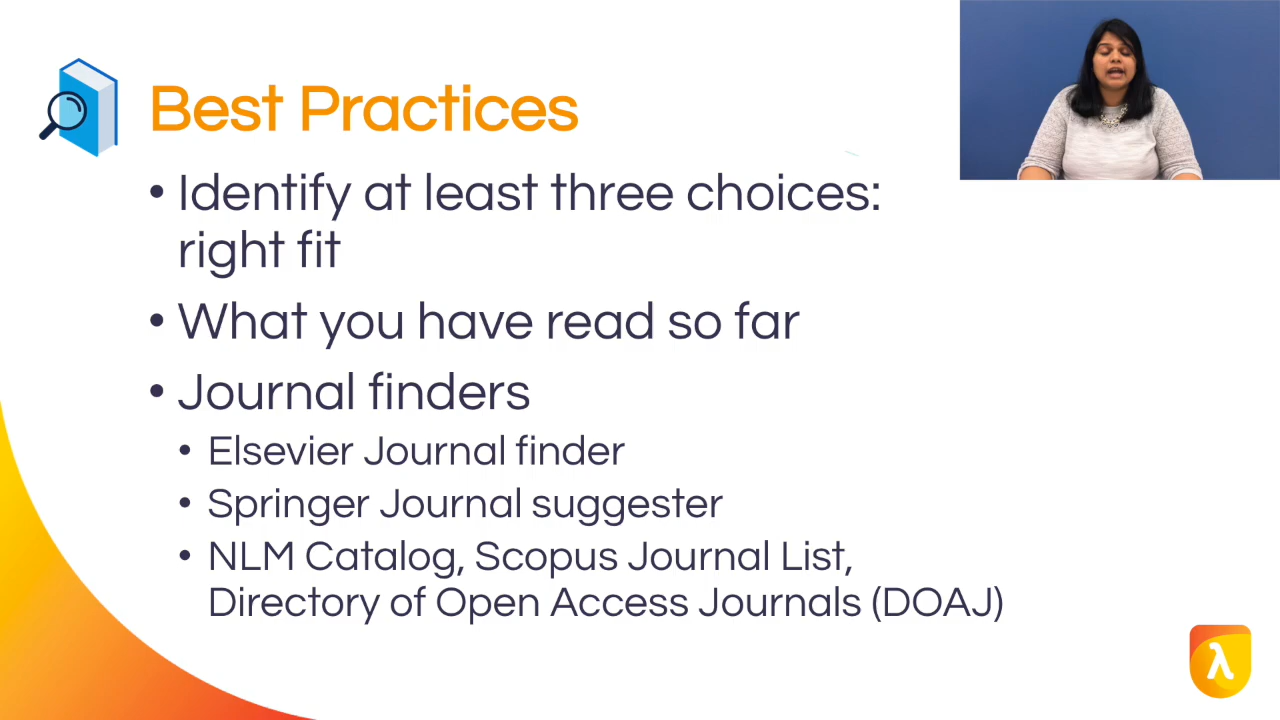 Best Practices
• Identify at least three choices:
right fit
• What you have read so far
• Journal finders
• Elsevier Journal finder
• Springer Journal suggester
• NLM Catalog, Scopus Journal List,
Directory of Open Access Journals (DOAJ)
λ